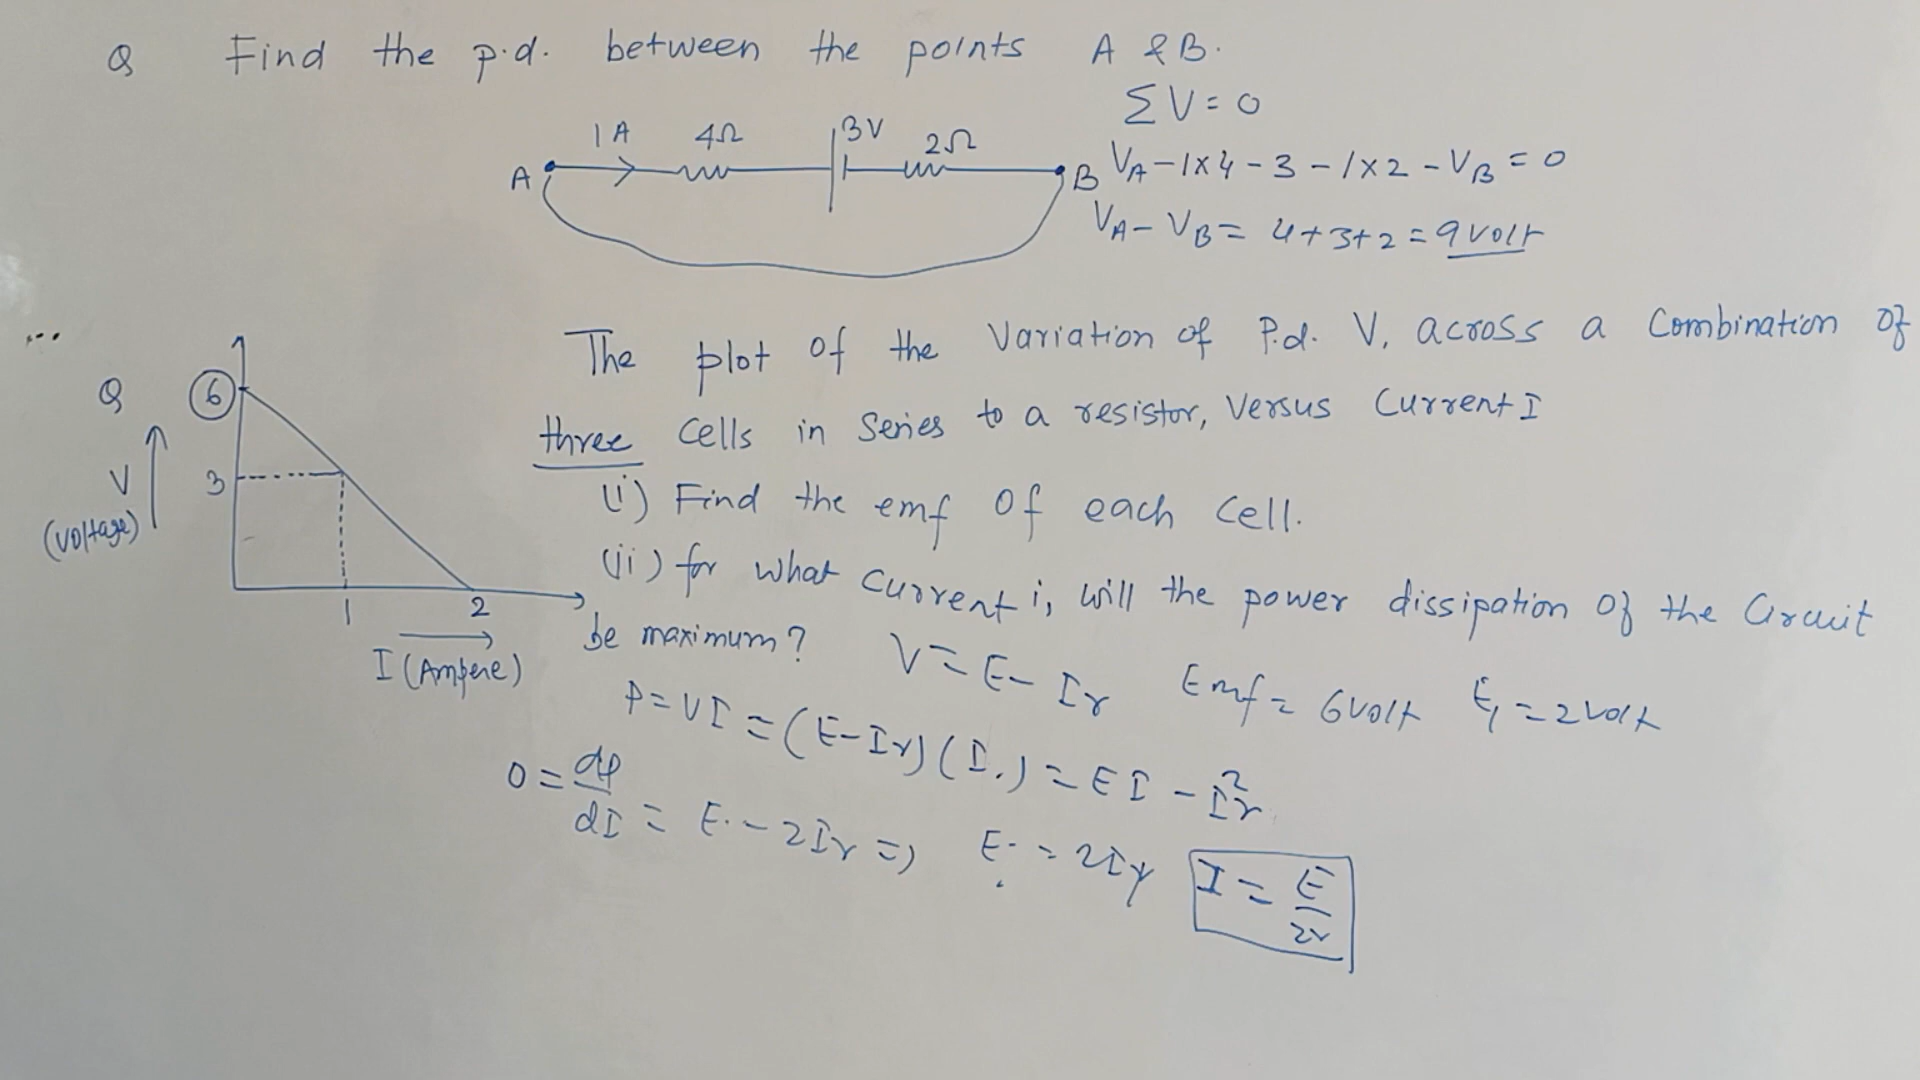 Q Find the p.d. between the points A & B.
ΣV = 0
1A 4Ω 3V 2Ω
A B
V_A - 1×4 - 3 - 1×2 - V_B = 0
V_A - V_B = 4+3+2 = 9 volt
Q The plot of the Variation of P.d. V, across a Combination of
three cells in series to a resistor, Versus Current I
(i) Find the emf of each cell.
(ii) for what current i, will the power dissipation of the Circuit
be maximum?
6
3
V
(voltage)
1 2
I (Ampere)
V = E - Ir Emf = 6volt E₁ = 2volt
P = VI = (E-Ir)(I.) = EI - I²r
0 = dp/dI = E. - 2Ir => E. = 2Ir
I = E/2r